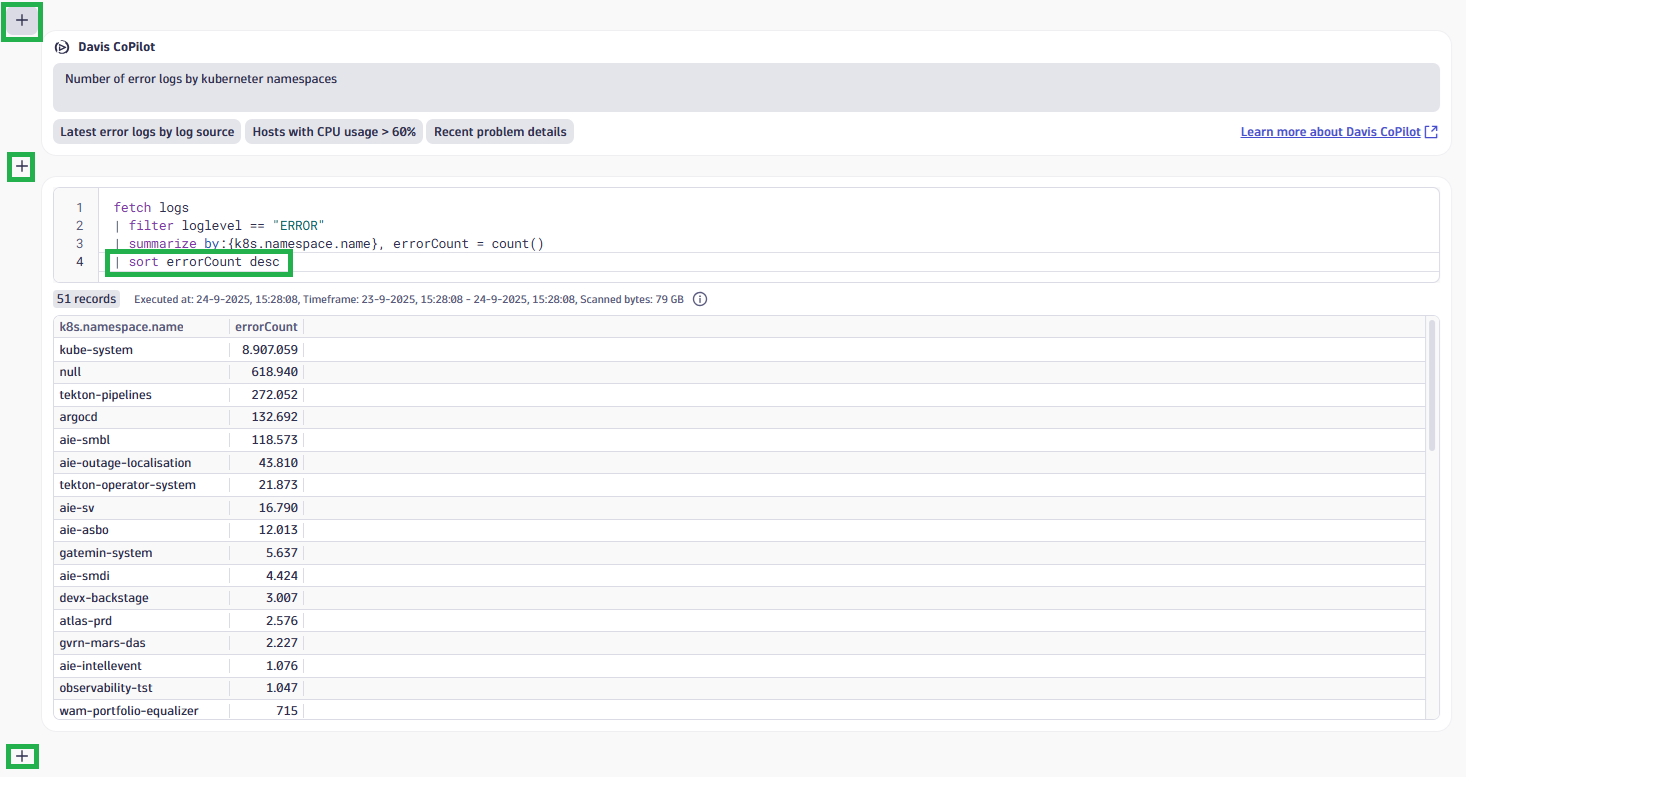 +
Davis CoPilot
Number of error logs by kuberneter namespaces
Latest error logs by log source Hosts with CPU usage > 60% Recent problem details Learn more about Davis CoPilot
+
1 fetch logs
2 | filter loglevel == "ERROR"
3 | summarize by:{k8s.namespace.name}, errorCount = count()
4 | sort errorCount desc
51 records Executed at: 24-9-2025, 15:28:08, Timeframe: 23-9-2025, 15:28:08 - 24-9-2025, 15:28:08, Scanned bytes: 79 GB
k8s.namespace.name errorCount
kube-system 8.907.059
null 618.940
tekton-pipelines 272.052
argocd 132.692
aie-smbl 118.573
aie-outage-localisation 43.810
tekton-operator-system 21.873
aie-sv 16.790
aie-asbo 12.013
gatemin-system 5.637
aie-smdi 4.424
devx-backstage 3.007
atlas-prd 2.576
gvrn-mars-das 2.227
aie-intellevent 1.076
observability-tst 1.047
wam-portfolio-equalizer 715
+